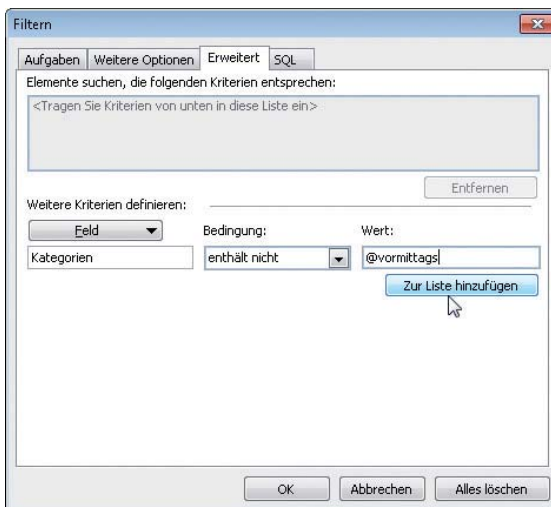 Filtern
Aufgaben Weitere Optionen Erweitert SQL
Elemente suchen, die folgenden Kriterien entsprechen:
<Tragen Sie Kriterien von unten in diese Liste ein>
Entfernen
Weitere Kriterien definieren:
Feld Bedingung: Wert:
Kategorien enthält nicht @vormittags
Zur Liste hinzufügen
OK Abbrechen Alles löschen